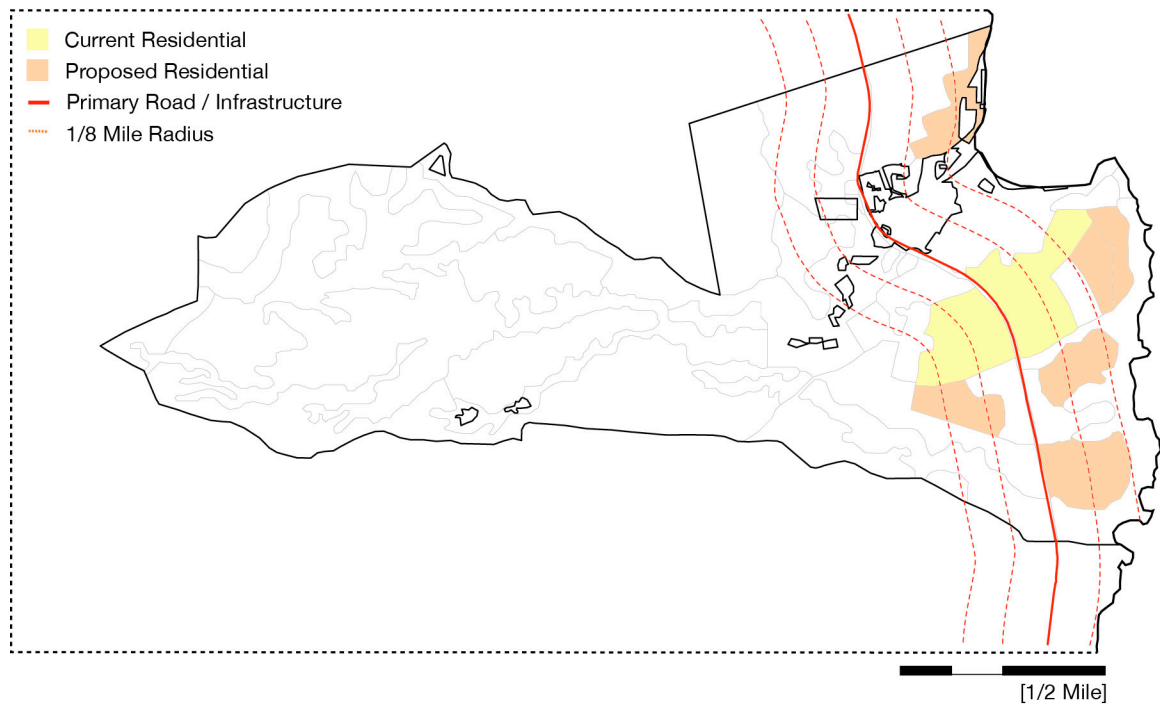 Current Residential
Proposed Residential
Primary Road / Infrastructure
1/8 Mile Radius
[1/2 Mile]